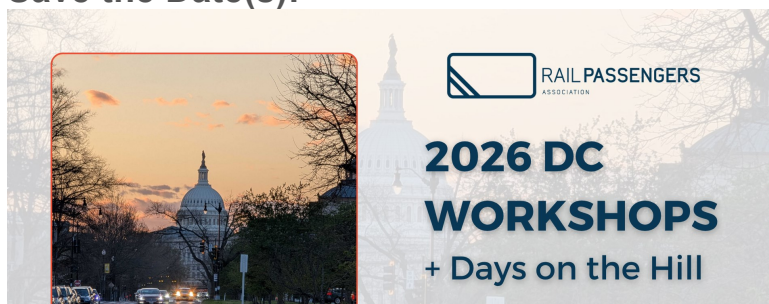 Save the Date(s):
RAIL PASSENGERS
ASSOCIATION
2026 DC
WORKSHOPS
+ Days on the Hill